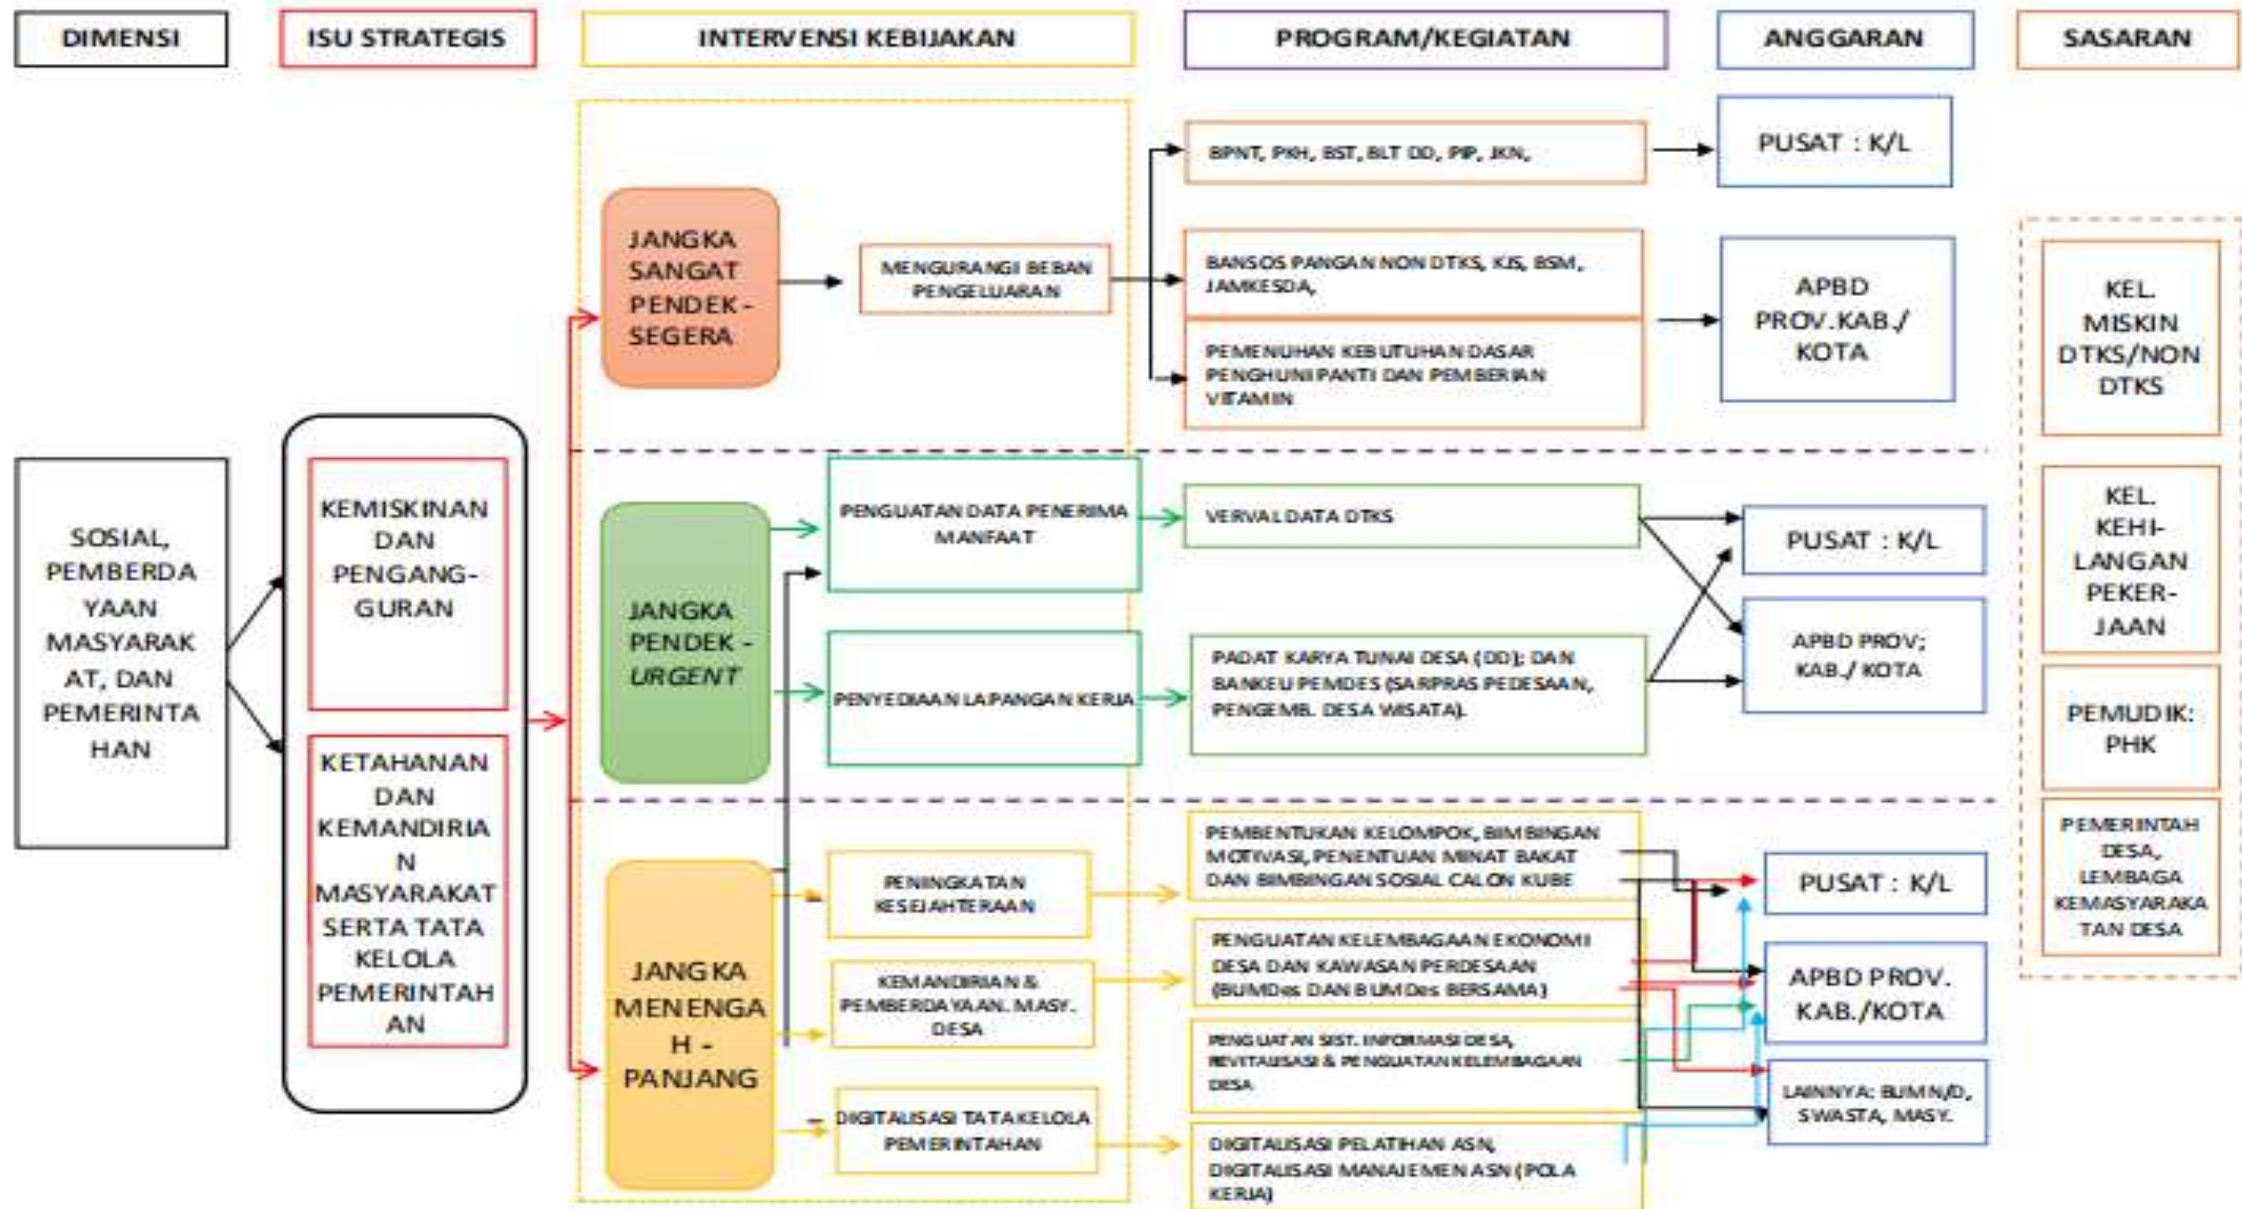 DIMENSI
ISU STRATEGIS
INTERVENSI KEBIJAKAN
PROGRAM/KEGIATAN
ANGGARAN
SASARAN
SOSIAL,
PEMBERDA
YAAN
MASYARAK
AT, DAN
PEMERINTA
HAN
KEMISKINAN
DAN
PENGANG-
GURAN
KETAHANAN
DAN
KEMANDIRIA
N
MASYARAKAT
SERTA TATA
KELOLA
PEMERINTAH
AN
JANGKA
SANGAT
PENDEK -
SEGERA
MENGURANGI BEBAN
PENGELUARAN
BPNT, PKH, BST, BLT DD, PIP, JKN,
PUSAT : K/L
BANSOS PANGAN NON DTKS, KJS, BSM,
JAMKESDA,
PEMENUHAN KEBUTUHAN DASAR
PENGHUNI PANTI DAN PEMBERIAN
VITAMIN
APBD
PROV.KAB./
KOTA
JANGKA
PENDEK -
URGENT
PENGUATAN DATA PENERIMA
MANFAAT
VERVAL DATA DTKS
PUSAT : K/L
PENYEDIAAN LAPANGAN KERJA
PADAT KARYA TUNAI DESA (DD); DAN
BANKEU PEMDES (SARPRAS PEDESAAN,
PENGEMB. DESA WISATA).
APBD PROV;
KAB./ KOTA
JANGKA
MENENGA
H -
PANJANG
PENINGKATAN
KESEJAHTERAAN
KEMANDIRIAN &
PEMBERDAYAAN. MASY.
DESA
DIGITALISASI TATA KELOLA
PEMERINTAHAN
PEMBENTUKAN KELOMPOK, BIMBINGAN
MOTIVASI, PENENTUAN MINAT BAKAT
DAN BIMBINGAN SOSIAL CALON KUBE
PENGUATAN KELEMBAGAAN EKONOMI
DESA DAN KAWASAN PERDESAAN
(BUMDes DAN BUMDes BERSAMA)
PENGUATAN SIST. INFORMASI DESA,
REVITALISASI & PENGUATAN KELEMBAGAAN
DESA
DIGITALISASI PELATIHAN ASN,
DIGITALISASI MANAJEMEN ASN (POLA
KERJA)
PUSAT : K/L
APBD PROV.
KAB./KOTA
LAINNYA: BUMN/D,
SWASTA, MASY.
KEL.
MISKIN
DTKS/NON
DTKS
KEL.
KEHI-
LANGAN
PEKER-
JAAN
PEMUDIK:
PHK
PEMERINTAH
DESA,
LEMBAGA
KEMASYARAKA
TAN DESA